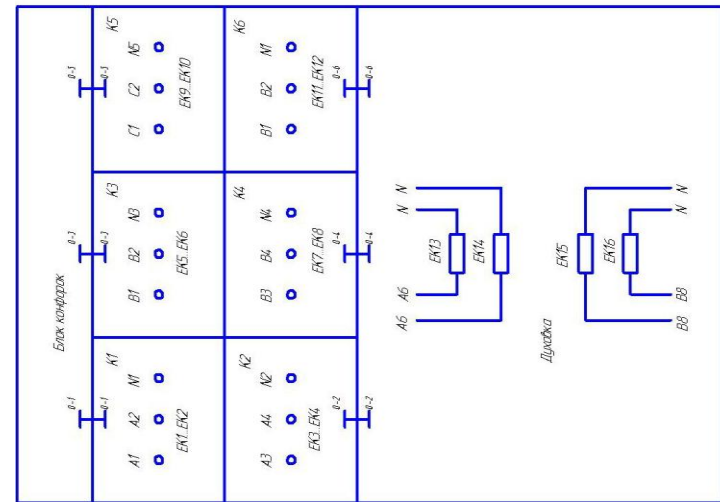 Блок конфорок
0-1 0-3 0-3
0-1 0-3 0-3
K1 K3 K5
A1 A2 N1 B1 B2 N3 C1 C2 N5
EK1..EK2 EK5..EK6 EK9..EK10
K2 K4 K6
A3 A4 N2 B3 B4 N4 B1 B2 N1
EK3..EK4 EK7..EK8 EK11..EK12
0-2 0-4 0-6
0-2 0-4 0-6
A6 N
A6 N
EK13
EK14
Духовка
EK15
EK16
B8 N
B8 N